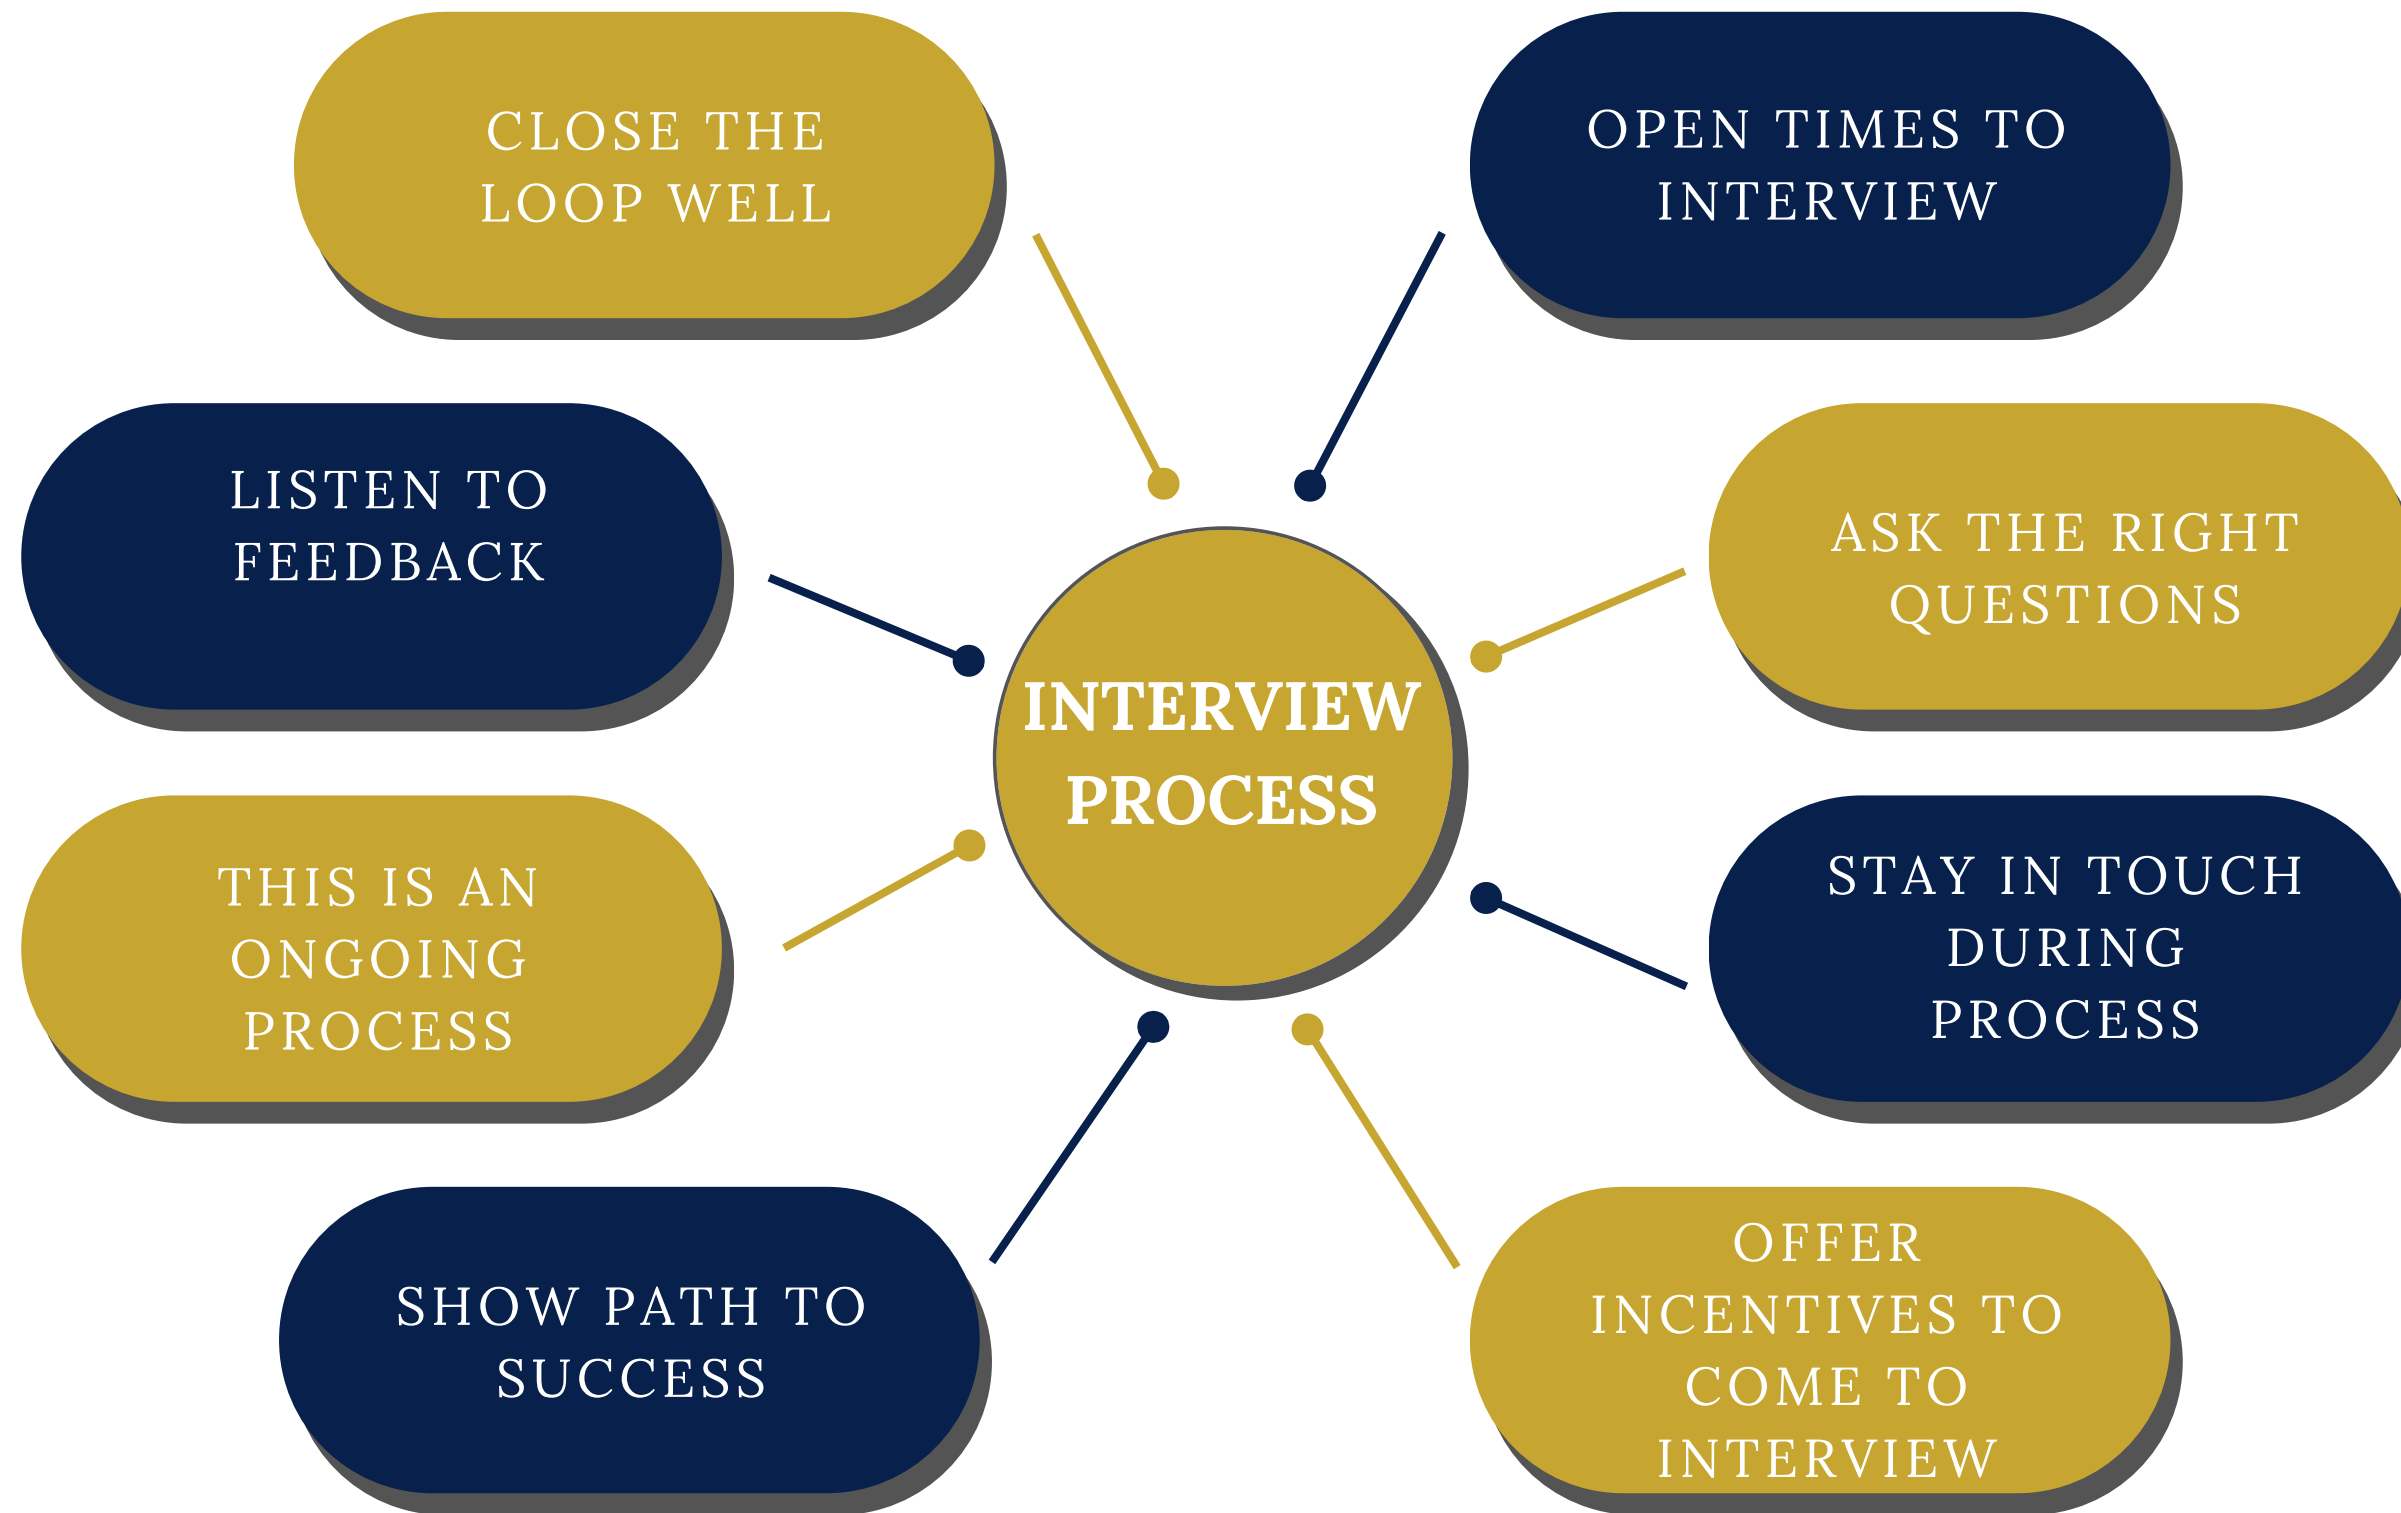 CLOSE THE
LOOP WELL
OPEN TIMES TO
INTERVIEW
LISTEN TO
FEEDBACK
ASK THE RIGHT
QUESTIONS
INTERVIEW
PROCESS
THIS IS AN
ONGOING
PROCESS
STAY IN TOUCH
DURING
PROCESS
SHOW PATH TO
SUCCESS
OFFER
INCENTIVES TO
COME TO
INTERVIEW